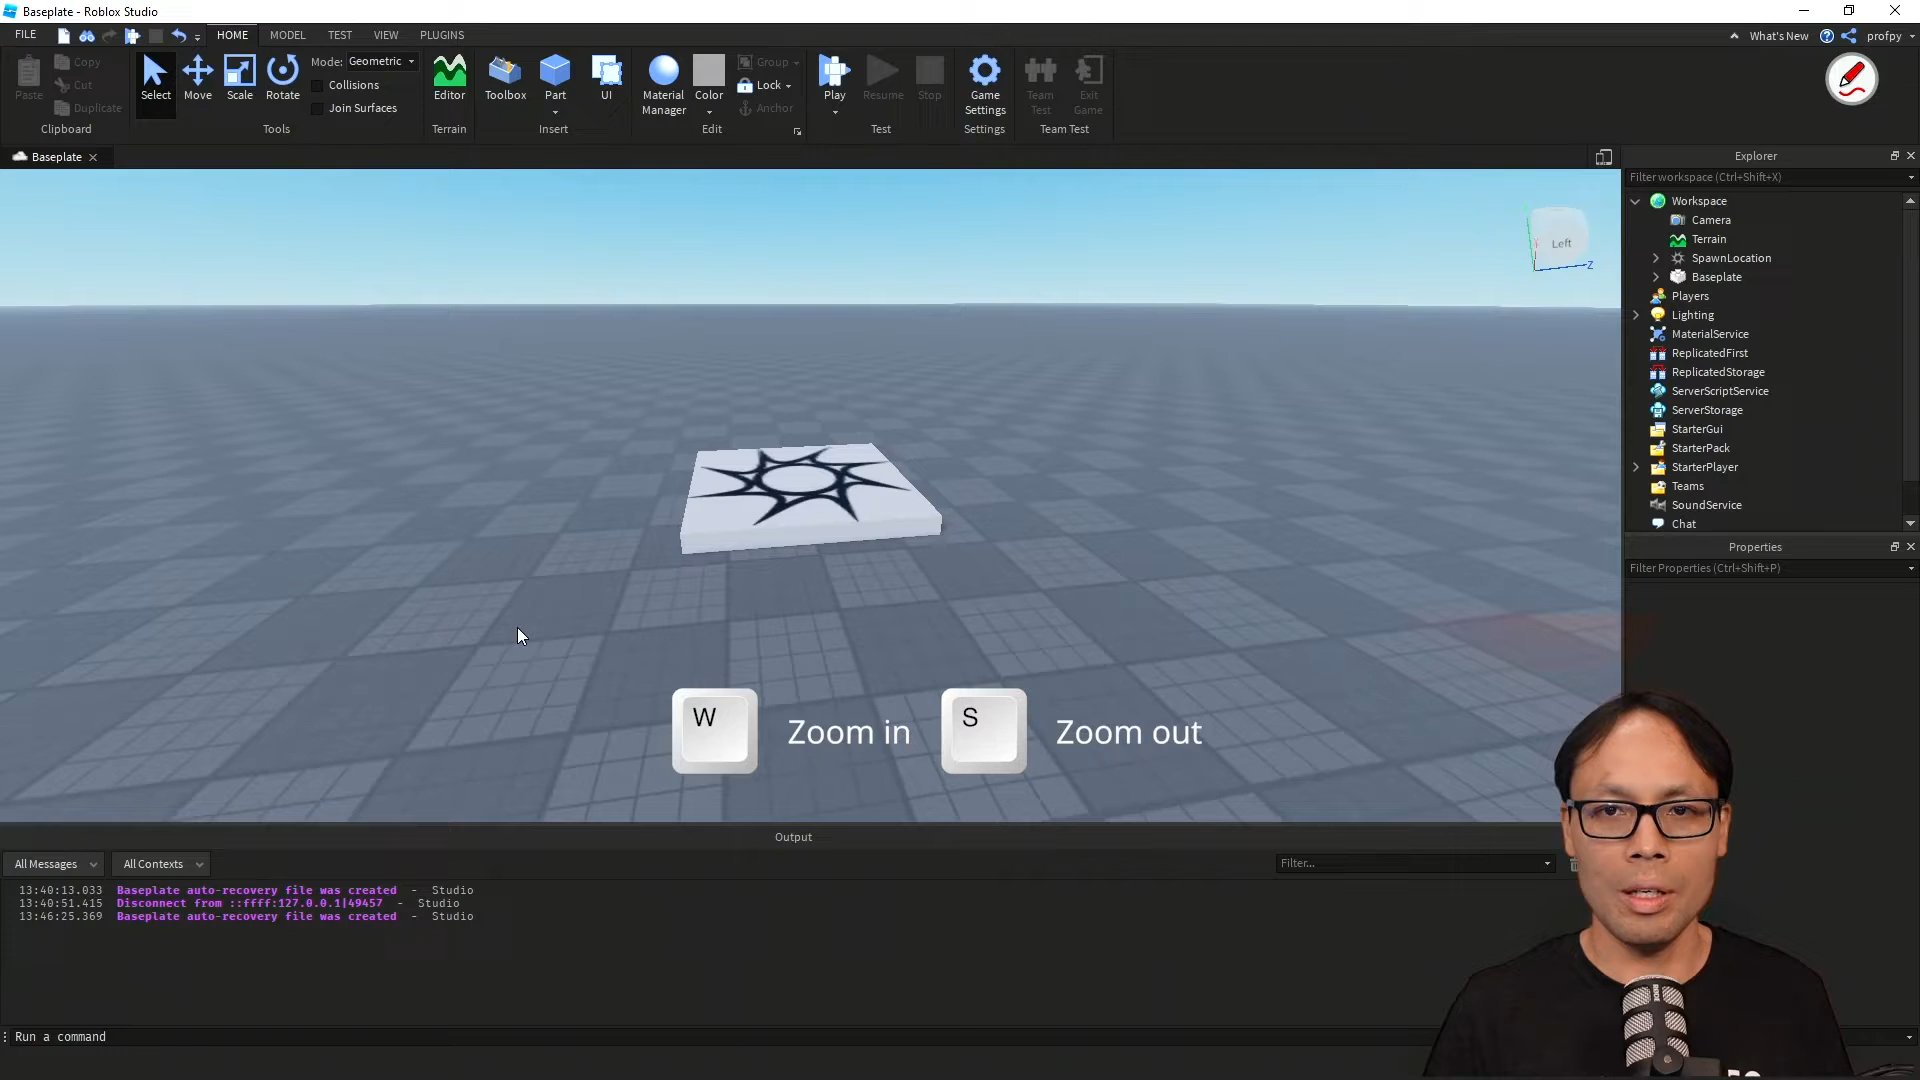 Baseplate - Roblox Studio
FILE
HOME
MODEL
TEST
VIEW
PLUGINS
What's New
profpy
Paste
Copy
Cut
Duplicate
Clipboard
Select
Move
Scale
Rotate
Mode: Geometric
Collisions
Join Surfaces
Tools
Editor
Terrain
Toolbox
Part
UI
Insert
Material
Manager
Color
Group
Lock
Anchor
Edit
Play
Resume
Stop
Test
Game
Settings
Settings
Team
Test
Exit
Game
Team Test
Baseplate
Left
Z
W
Zoom in
S
Zoom out
Explorer
Filter workspace (Ctrl+Shift+X)
Workspace
Camera
Terrain
SpawnLocation
Baseplate
Players
Lighting
MaterialService
ReplicatedFirst
ReplicatedStorage
ServerScriptService
ServerStorage
StarterGui
StarterPack
StarterPlayer
Teams
SoundService
Chat
Properties
Filter Properties (Ctrl+Shift+P)
Output
All Messages
All Contexts
Filter...
13:40:13.033 Baseplate auto-recovery file was created - Studio
13:40:51.415 Disconnect from ::ffff:127.0.0.1|49457 - Studio
13:46:25.369 Baseplate auto-recovery file was created - Studio
Run a command
RODE